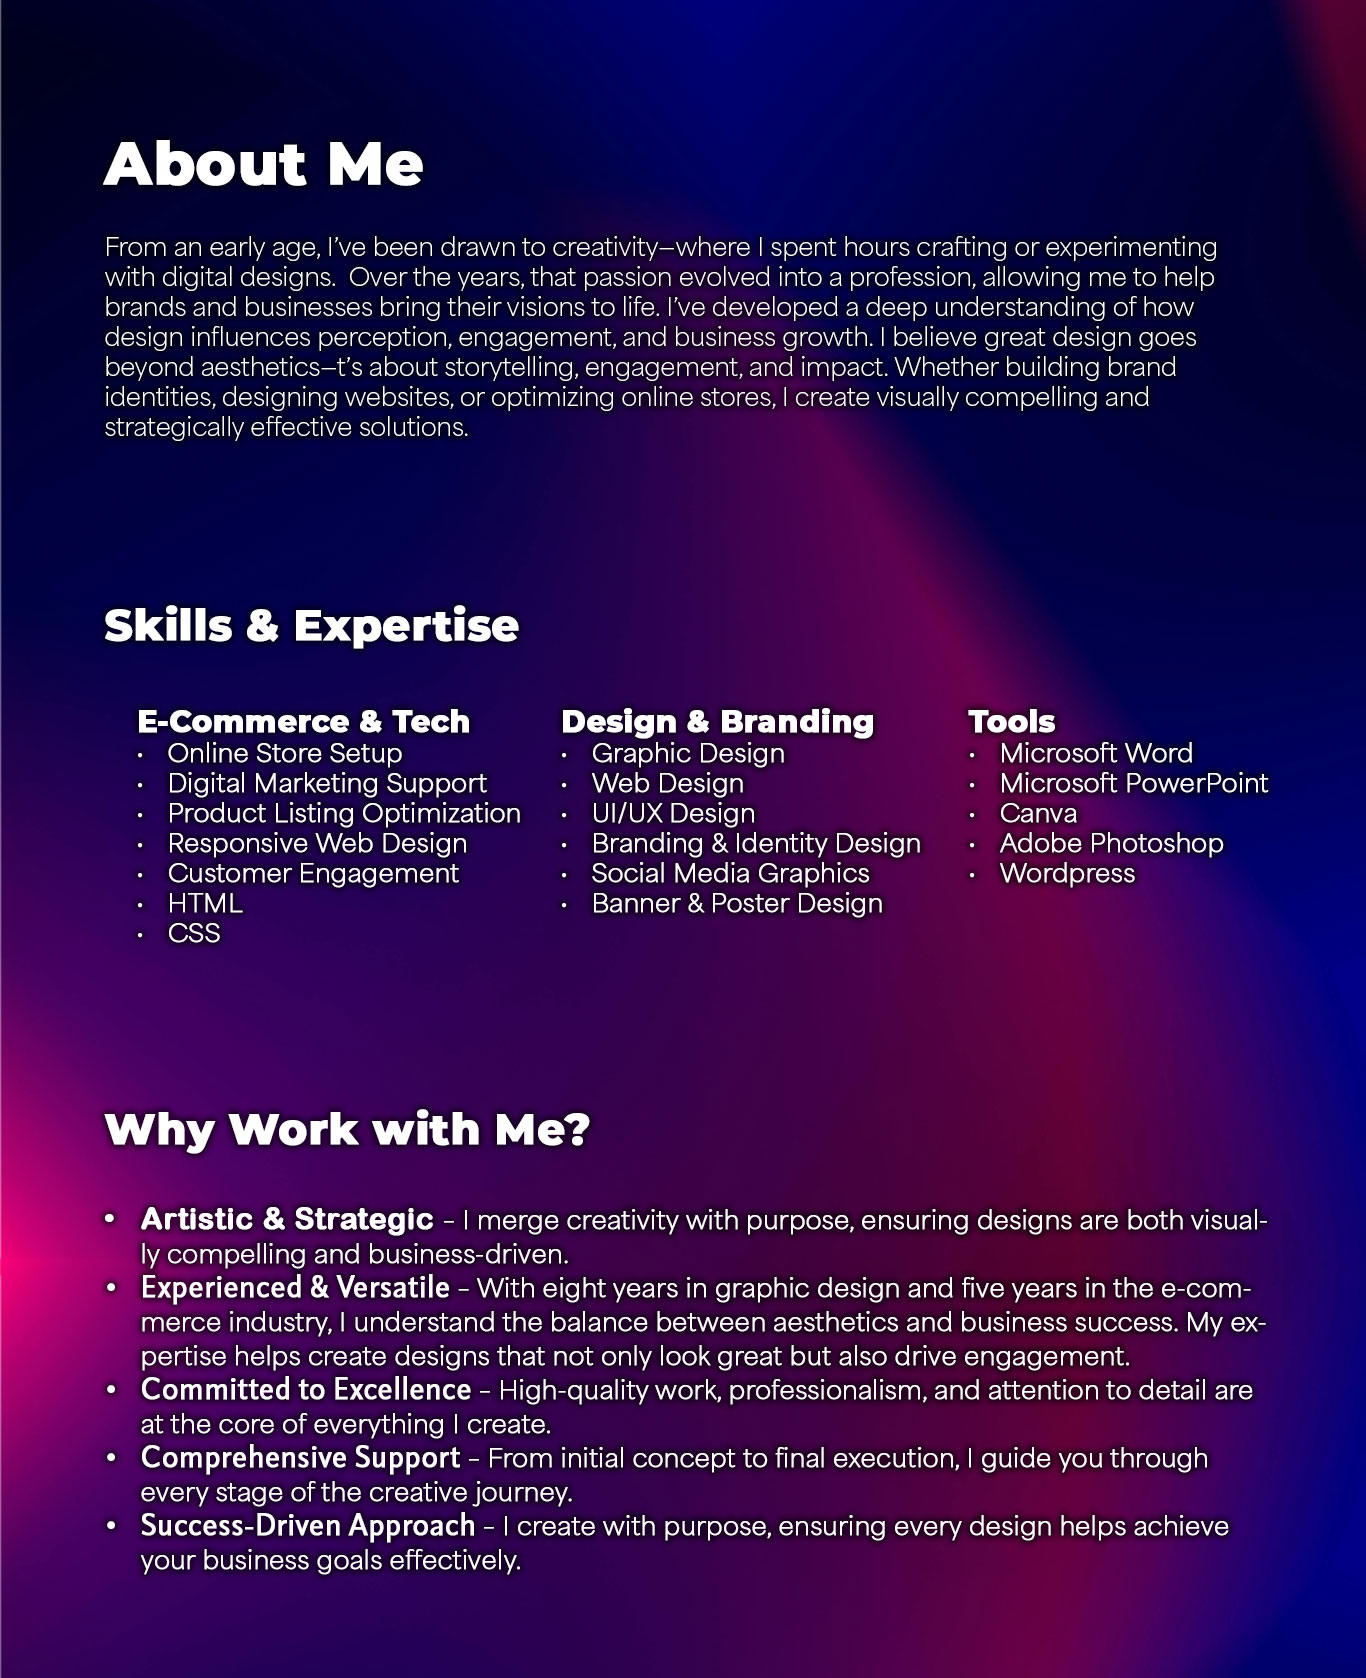 About Me
From an early age, I’ve been drawn to creativity—where I spent hours crafting or experimenting
with digital designs.  Over the years, that passion evolved into a profession, allowing me to help
brands and businesses bring their visions to life. I’ve developed a deep understanding of how
design influences perception, engagement, and business growth. I believe great design goes
beyond aesthetics—t’s about storytelling, engagement, and impact. Whether building brand
identities, designing websites, or optimizing online stores, I create visually compelling and
strategically effective solutions.
Skills & Expertise
E-Commerce & Tech
• Online Store Setup
• Digital Marketing Support
• Product Listing Optimization
• Responsive Web Design
• Customer Engagement
• HTML
• CSS
Design & Branding
• Graphic Design
• Web Design
• UI/UX Design
• Branding & Identity Design
• Social Media Graphics
• Banner & Poster Design
Tools
• Microsoft Word
• Microsoft PowerPoint
• Canva
• Adobe Photoshop
• Wordpress
Why Work with Me?
• Artistic & Strategic – I merge creativity with purpose, ensuring designs are both visual-
ly compelling and business-driven.
• Experienced & Versatile – With eight years in graphic design and five years in the e-com-
merce industry, I understand the balance between aesthetics and business success. My ex-
pertise helps create designs that not only look great but also drive engagement.
• Committed to Excellence – High-quality work, professionalism, and attention to detail are
at the core of everything I create.
• Comprehensive Support – From initial concept to final execution, I guide you through
every stage of the creative journey.
• Success-Driven Approach – I create with purpose, ensuring every design helps achieve
your business goals effectively.